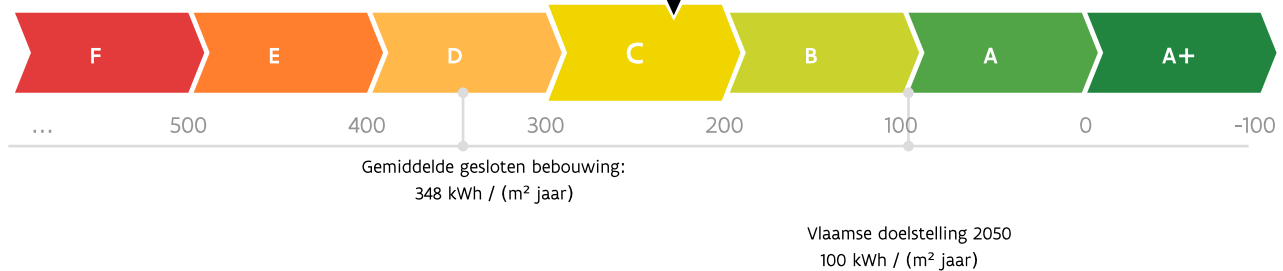 F E D C B A A+
... 500 400 300 200 100 0 -100
Gemiddelde gesloten bebouwing:
348 kWh / (m² jaar)
Vlaamse doelstelling 2050
100 kWh / (m² jaar)